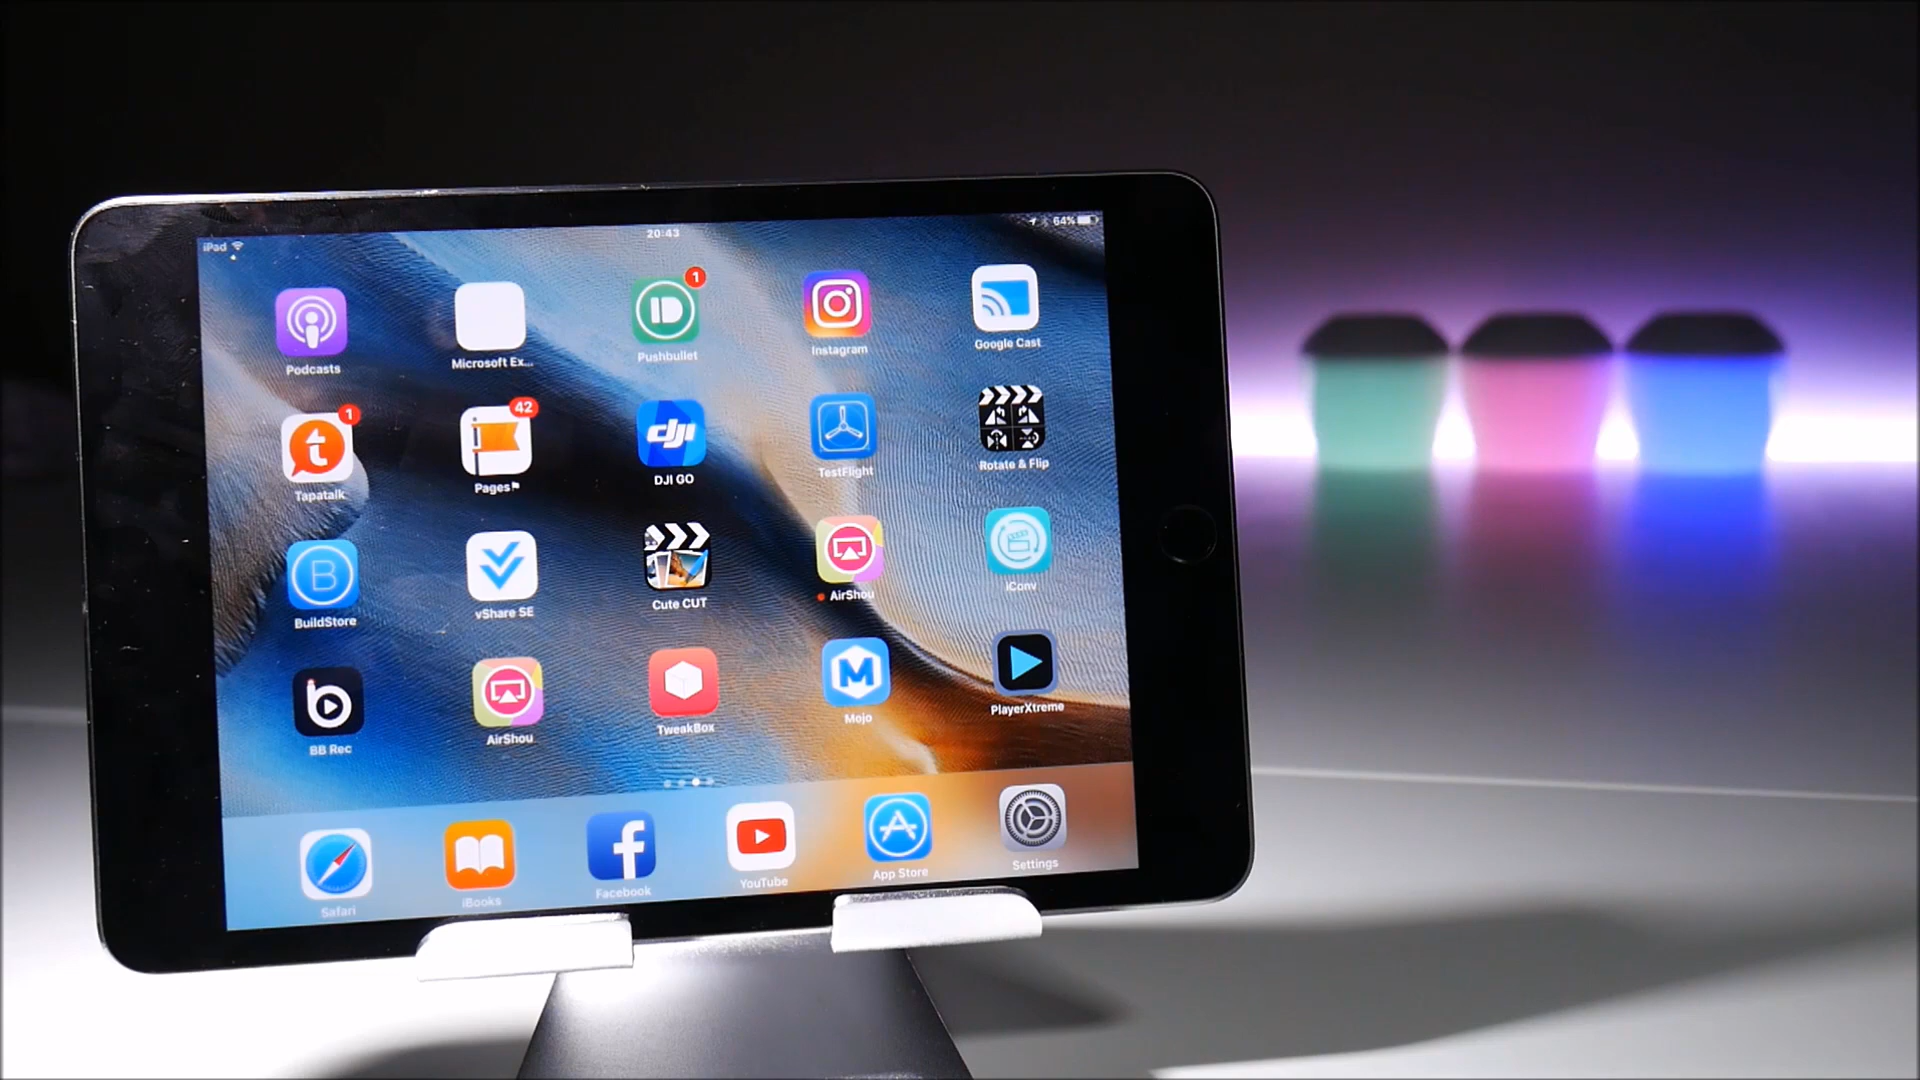 iPad
20:43
64%
1
Podcasts
Microsoft Ex...
Pushbullet
Instagram
Google Cast
1
42
dji
Tapatalk
Pages
DJI GO
TestFlight
Rotate & Flip
B
BuildStore
vShare SE
Cute CUT
AirShou
iConv
b
M
BB Rec
AirShou
TweakBox
Mojo
PlayerXtreme
Safari
iBooks
Facebook
YouTube
App Store
Settings